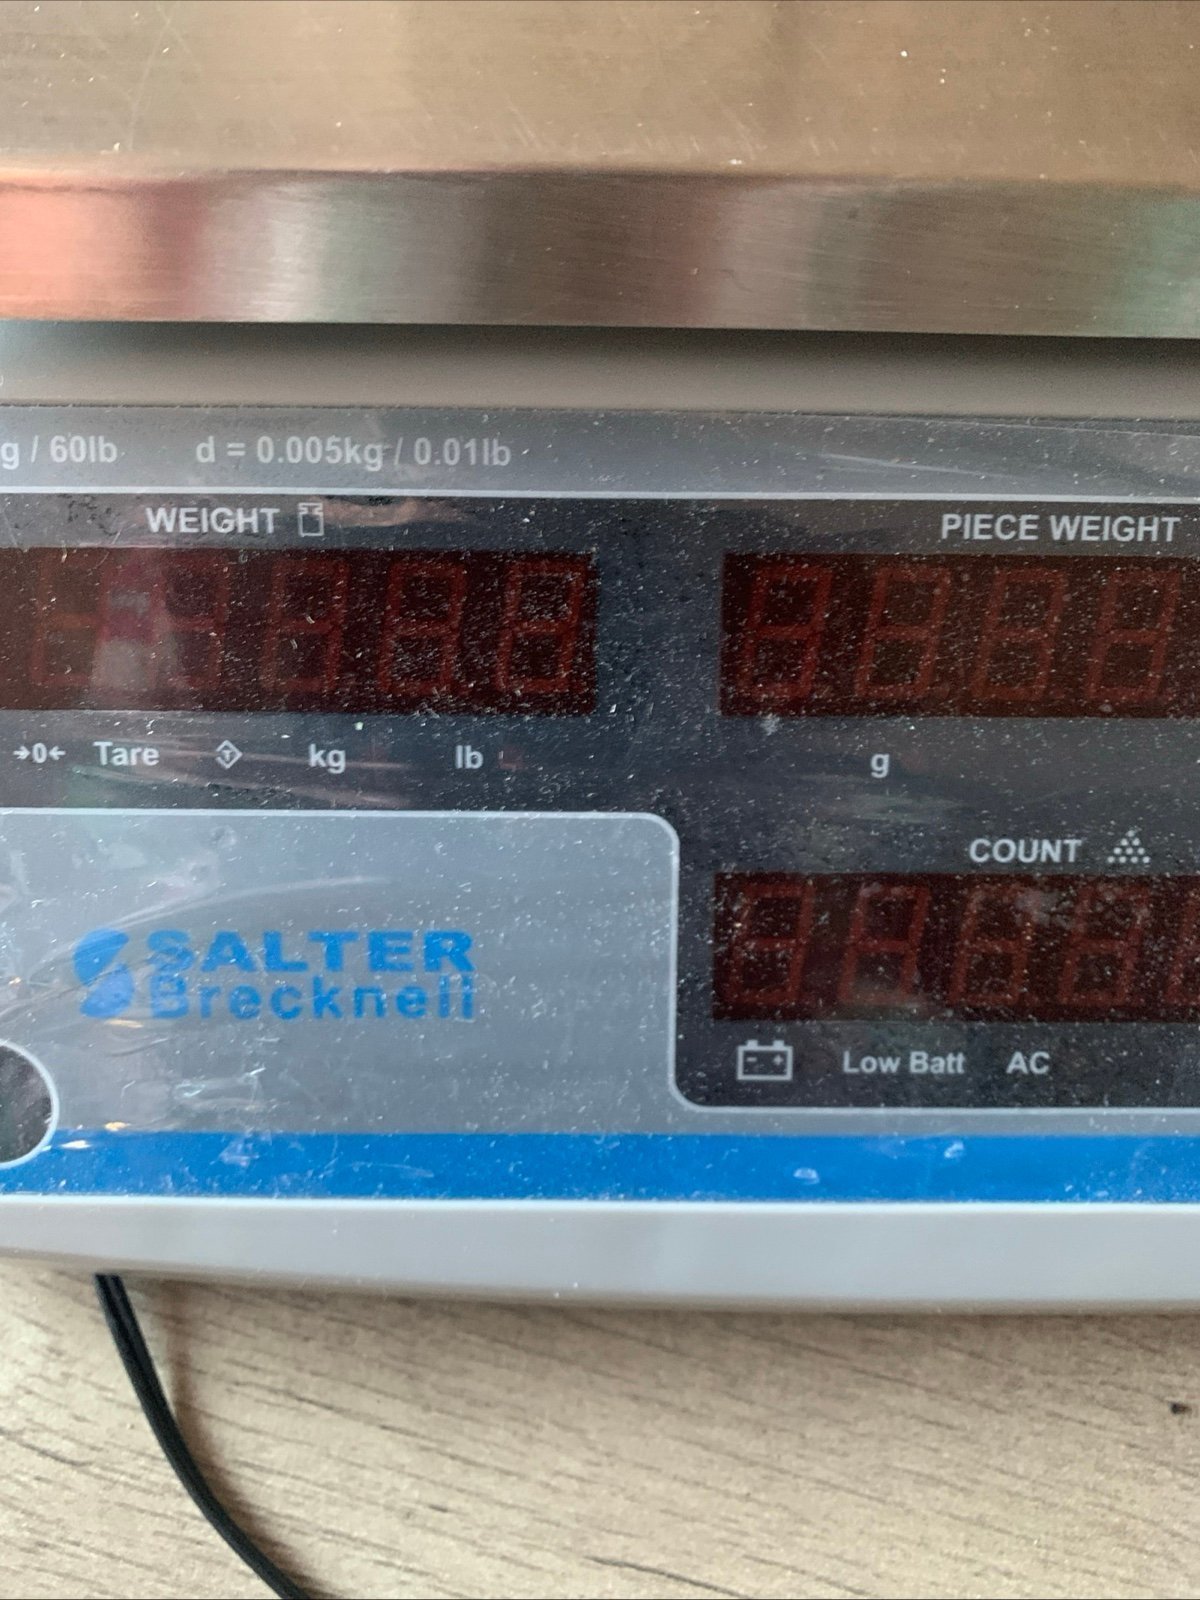 g / 60lb d = 0.005kg / 0.01lb
WEIGHT
PIECE WEIGHT
→0← Tare kg lb
g
COUNT
SALTER
Brecknell
Low Batt AC